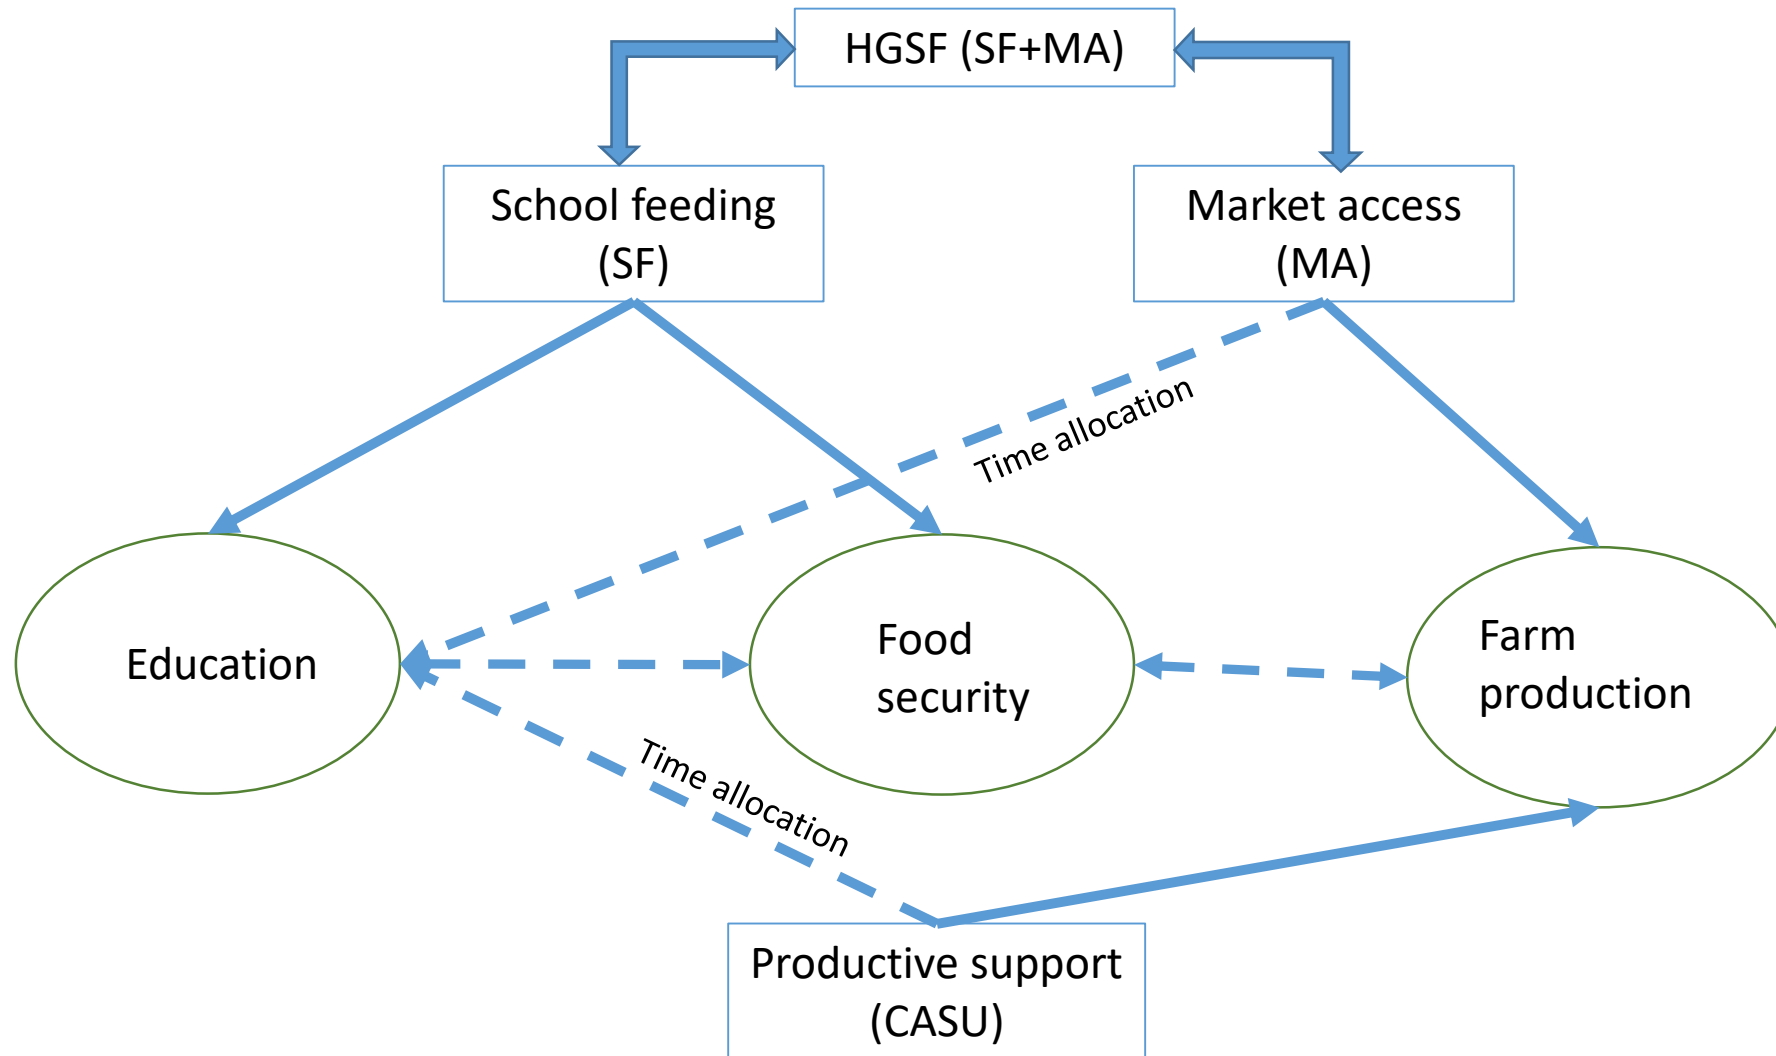 HGSF (SF+MA)
School feeding
(SF)
Market access
(MA)
Time allocation
Education
Food
security
Farm
production
Time allocation
Productive support
(CASU)